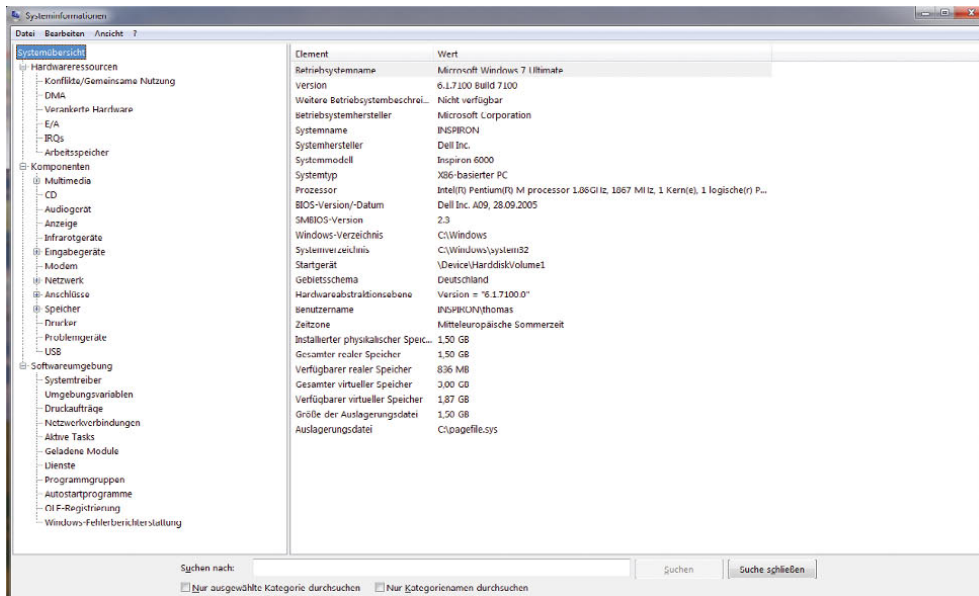 Systeminformationen
Datei Bearbeiten Ansicht ?
Systemübersicht
Hardwareressourcen
Konflikte/Gemeinsame Nutzung
DMA
Verankerte Hardware
E/A
IRQs
Arbeitsspeicher
Komponenten
Multimedia
CD
Audiogerät
Anzeige
Infrarotgeräte
Eingabegeräte
Modem
Netzwerk
Anschlüsse
Speicher
Drucker
Problemgeräte
USB
Softwareumgebung
Systemtreiber
Umgebungsvariablen
Druckaufträge
Netzwerkverbindungen
Aktive Tasks
Geladene Module
Dienste
Programmgruppen
Autostartprogramme
OLE-Registrierung
Windows-Fehlerberichterstattung
Element Wert
Betriebsystemname Microsoft Windows 7 Ultimate
Version 6.1.7100 Build 7100
Weitere Betriebsystembeschrei... Nicht verfügbar
Betriebsystemhersteller Microsoft Corporation
Systemname INSPIRON
Systemhersteller Dell Inc.
Systemmodell Inspiron 6000
Systemtyp X86-basierter PC
Prozessor Intel(R) Pentium(R) M processor 1.86GHz, 1867 MHz, 1 Kern(e), 1 logische(r) P...
BIOS-Version/-Datum Dell Inc. A09, 28.09.2005
SMBIOS-Version 2.3
Windows-Verzeichnis C:\Windows
Systemverzeichnis C:\Windows\system32
Startgerät \Device\HarddiskVolume1
Gebietsschema Deutschland
Hardwareabstraktionsebene Version = "6.1.7100.0"
Benutzername INSPIRON\thomas
Zeitzone Mitteleuropäische Sommerzeit
Installierter physikalischer Speic... 1,50 GB
Gesamter realer Speicher 1,50 GB
Verfügbarer realer Speicher 836 MB
Gesamter virtueller Speicher 3,00 GB
Verfügbarer virtueller Speicher 1,87 GB
Größe der Auslagerungsdatei 1,50 GB
Auslagerungsdatei C:\pagefile.sys
Suchen nach: Suchen Suche schließen
Nur ausgewählte Kategorie durchsuchen Nur Kategorienamen durchsuchen